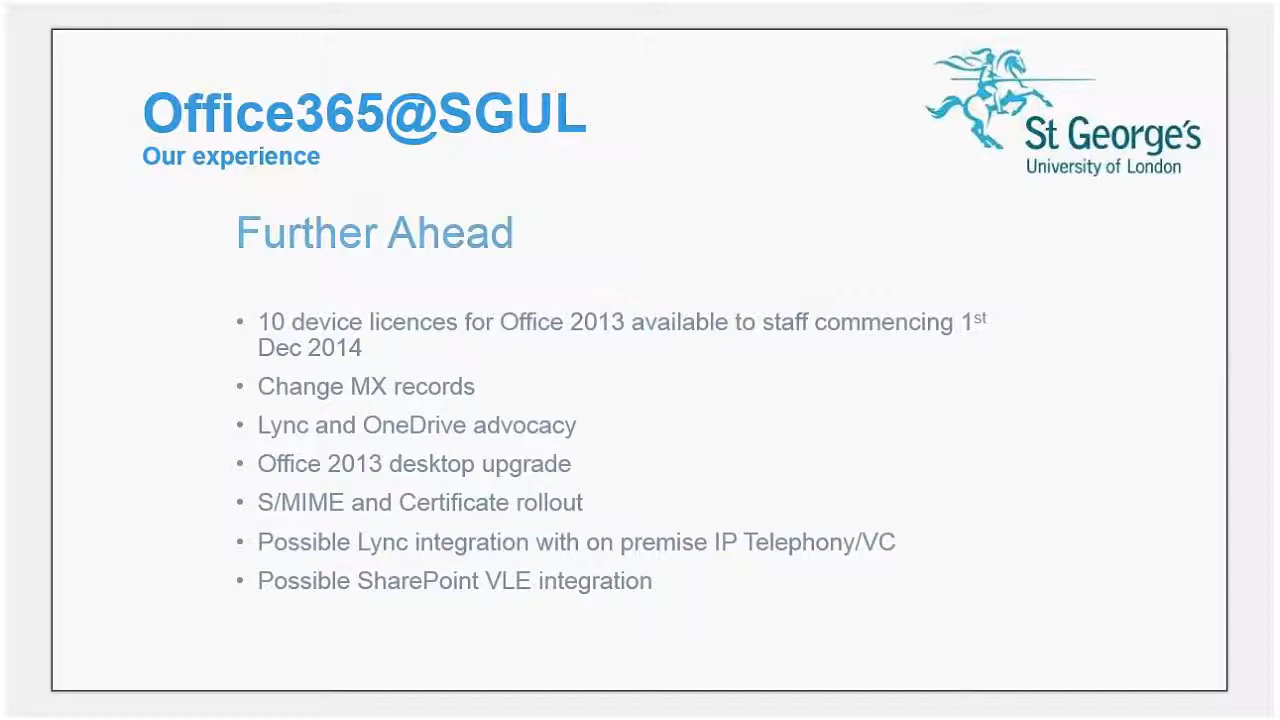 Office365@SGUL
Our experience
St George's
University of London
Further Ahead
• 10 device licences for Office 2013 available to staff commencing 1st
Dec 2014
• Change MX records
• Lync and OneDrive advocacy
• Office 2013 desktop upgrade
• S/MIME and Certificate rollout
• Possible Lync integration with on premise IP Telephony/VC
• Possible SharePoint VLE integration